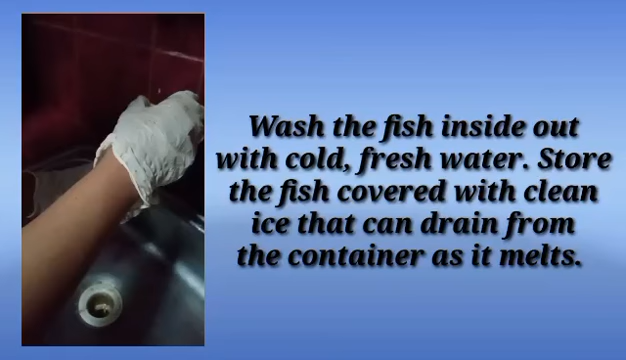 Wash the fish inside out
with cold, fresh water. Store
the fish covered with clean
ice that can drain from
the container as it melts.